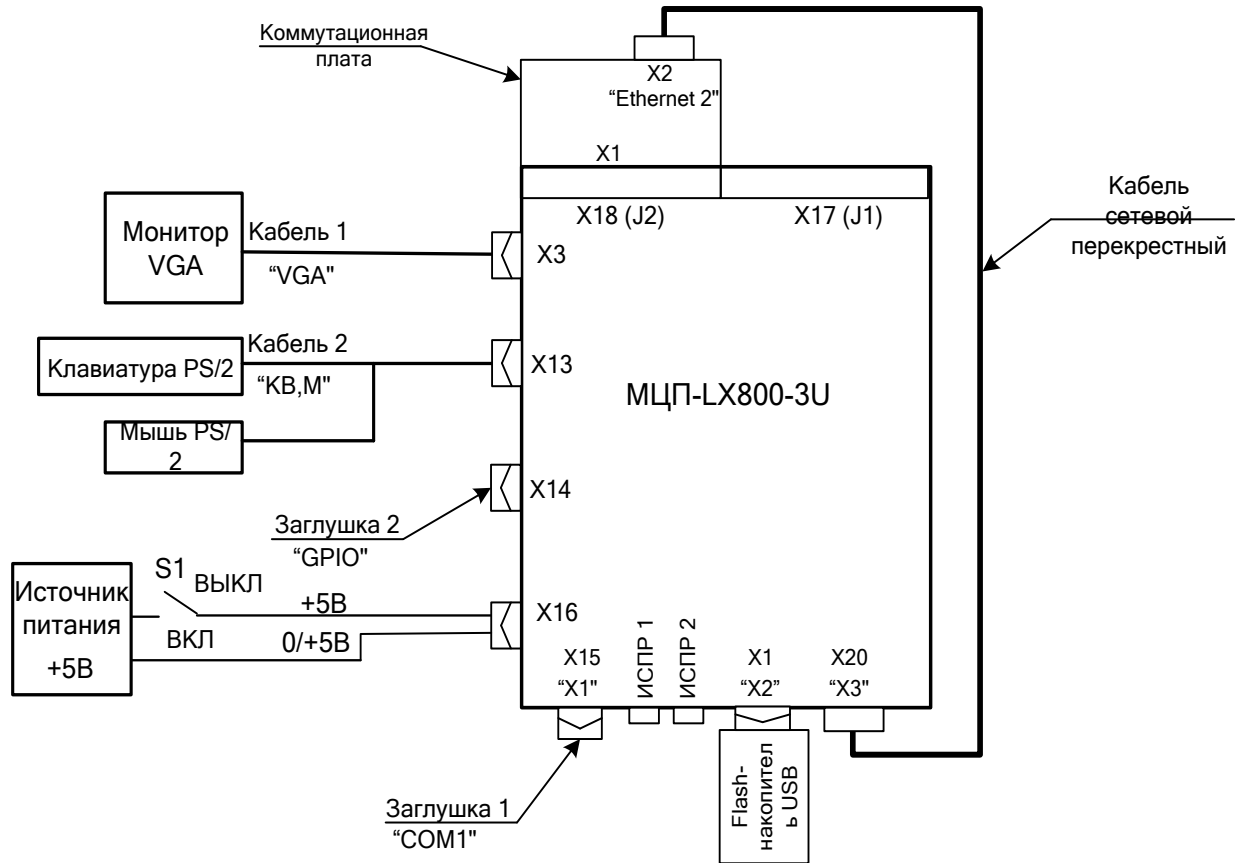 Коммутационная
плата
X2
“Ethernet 2"
X1
X18 (J2)
X17 (J1)
Кабель
сетевой
перекрестный
Монитор
VGA
Кабель 1
“VGA"
X3
Клавиатура PS/2
Кабель 2
“KB,M"
X13
Мышь PS/
2
МЦП-LX800-3U
X14
Заглушка 2
“GPIO"
Источник
питания
+5В
S1
ВЫКЛ
+5В
ВКЛ
0/+5В
X16
X15
“X1"
ИСПР 1
ИСПР 2
X1
“X2”
X20
“X3"
Flash-
накопител
ь USB
Заглушка 1
“COM1"